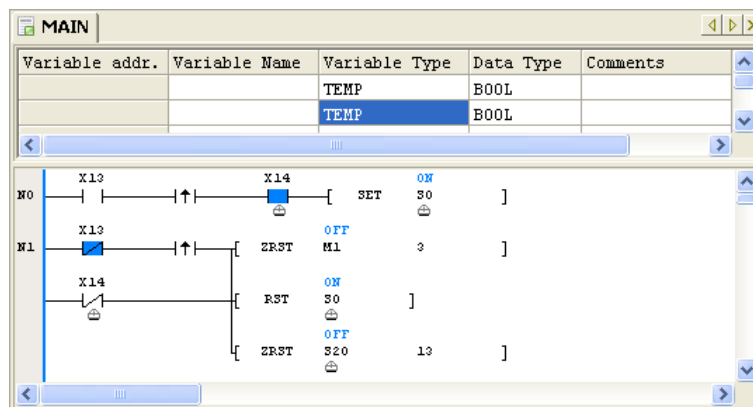 MAIN
Variable addr. Variable Name Variable Type Data Type Comments
TEMP BOOL
TEMP BOOL
X13 X14 ON
N0 SET S0
X13 OFF
N1 ZRST M1 3
X14 ON
RST S0
OFF
ZRST S20 13